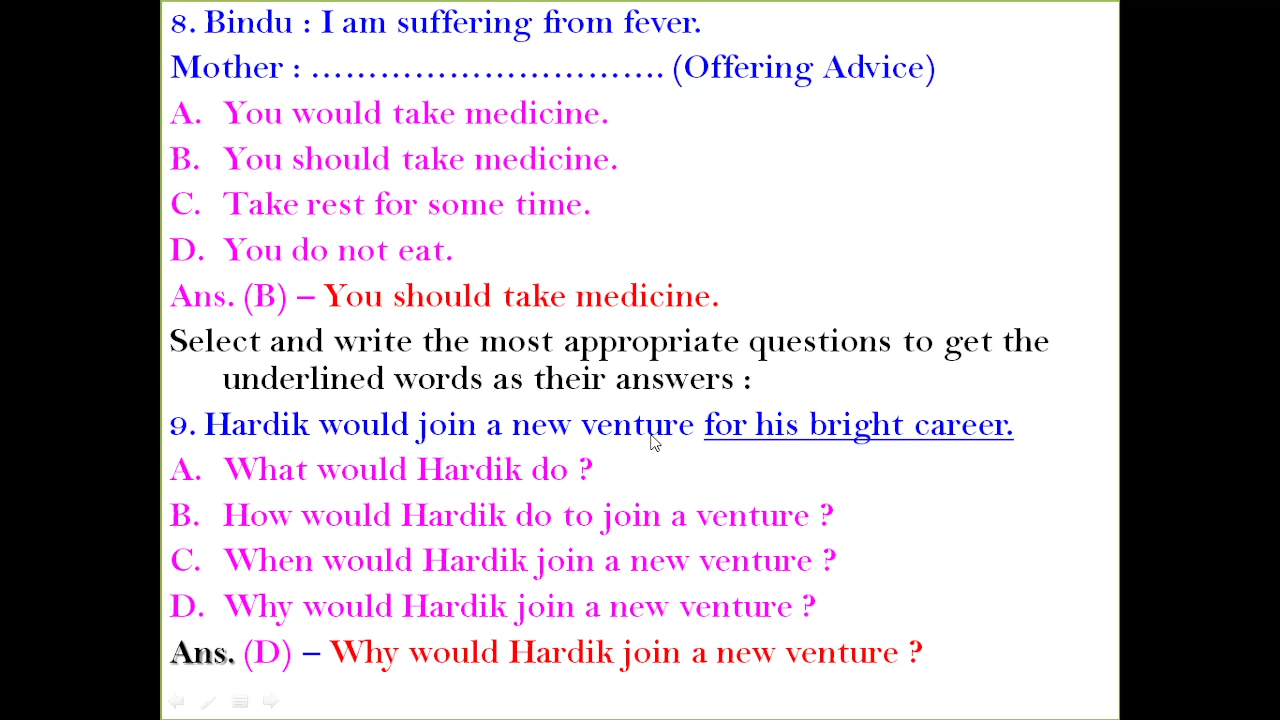 8. Bindu : I am suffering from fever.
Mother : ……………………………. (Offering Advice)
A. You would take medicine.
B. You should take medicine.
C. Take rest for some time.
D. You do not eat.
Ans. (B) – You should take medicine.
Select and write the most appropriate questions to get the
underlined words as their answers :
9. Hardik would join a new venture for his bright career.
A. What would Hardik do ?
B. How would Hardik do to join a venture ?
C. When would Hardik join a new venture ?
D. Why would Hardik join a new venture ?
Ans. (D) – Why would Hardik join a new venture ?